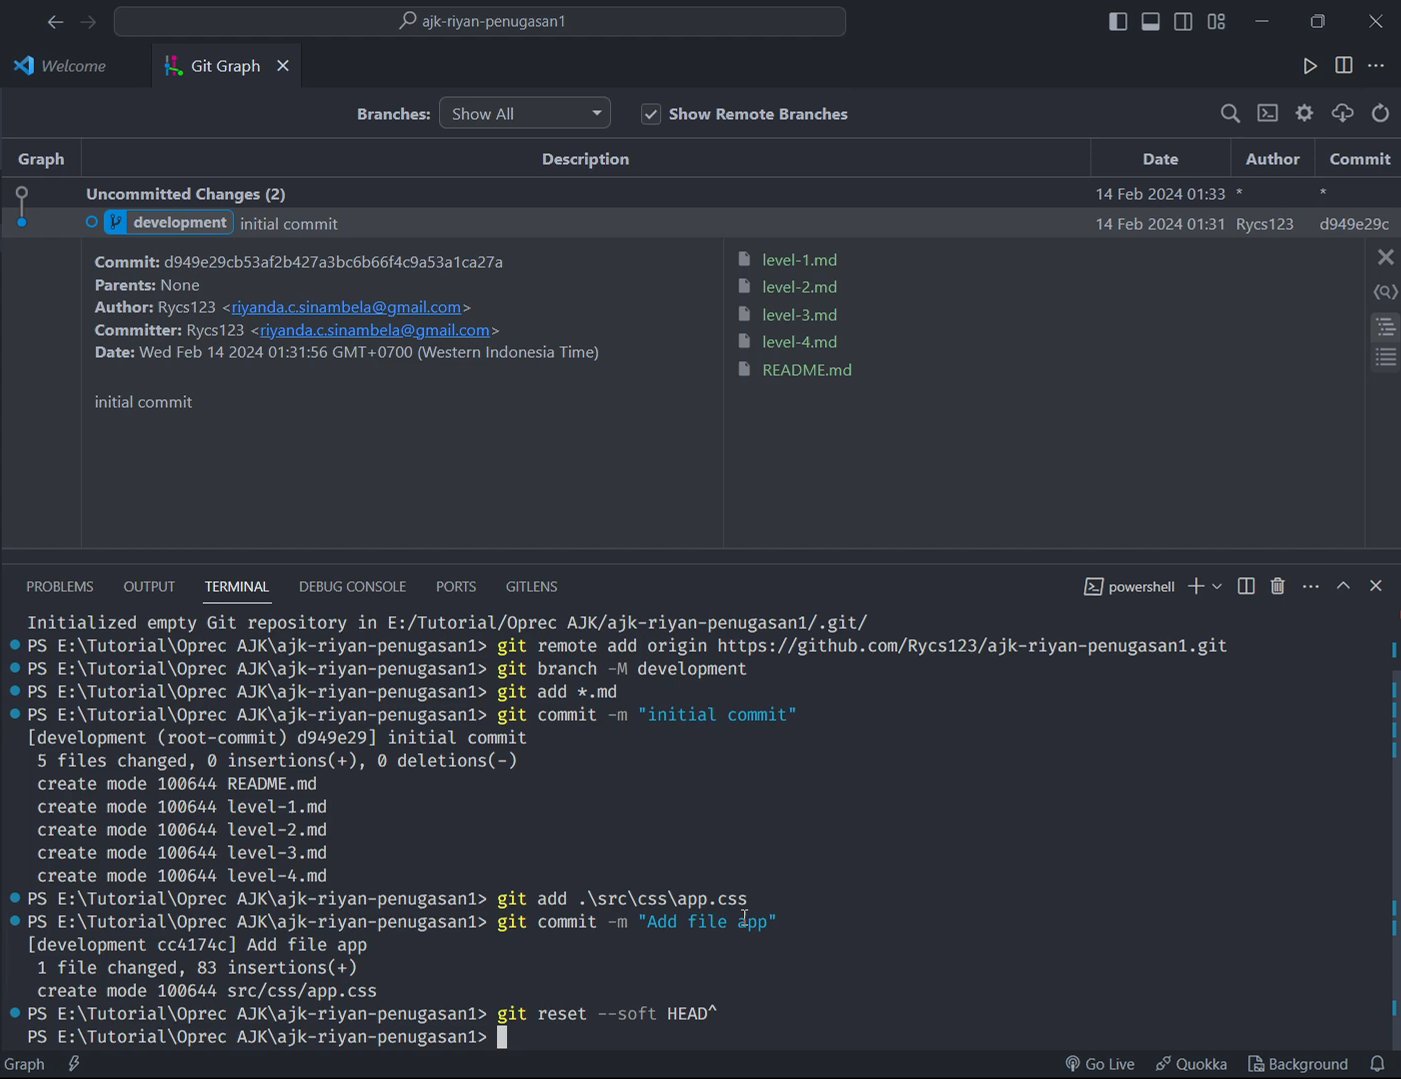 ajk-riyan-penugasan1
Welcome
Git Graph
Branches: Show All Show Remote Branches
Graph Description Date Author Commit
Uncommitted Changes (2) 14 Feb 2024 01:33 * *
development initial commit 14 Feb 2024 01:31 Rycs123 d949e29c
Commit: d949e29cb53af2b427a3bc6b66f4c9a53a1ca27a
Parents: None
Author: Rycs123 <riyanda.c.sinambela@gmail.com>
Committer: Rycs123 <riyanda.c.sinambela@gmail.com>
Date: Wed Feb 14 2024 01:31:56 GMT+0700 (Western Indonesia Time)
initial commit
level-1.md
level-2.md
level-3.md
level-4.md
README.md
PROBLEMS OUTPUT TERMINAL DEBUG CONSOLE PORTS GITLENS powershell
Initialized empty Git repository in E:/Tutorial/Oprec AJK/ajk-riyan-penugasan1/.git/
PS E:\Tutorial\Oprec AJK\ajk-riyan-penugasan1> git remote add origin https://github.com/Rycs123/ajk-riyan-penugasan1.git
PS E:\Tutorial\Oprec AJK\ajk-riyan-penugasan1> git branch -M development
PS E:\Tutorial\Oprec AJK\ajk-riyan-penugasan1> git add *.md
PS E:\Tutorial\Oprec AJK\ajk-riyan-penugasan1> git commit -m "initial commit"
[development (root-commit) d949e29] initial commit
5 files changed, 0 insertions(+), 0 deletions(-)
create mode 100644 README.md
create mode 100644 level-1.md
create mode 100644 level-2.md
create mode 100644 level-3.md
create mode 100644 level-4.md
PS E:\Tutorial\Oprec AJK\ajk-riyan-penugasan1> git add .\src\css\app.css
PS E:\Tutorial\Oprec AJK\ajk-riyan-penugasan1> git commit -m "Add file app"
[development cc4174c] Add file app
1 file changed, 83 insertions(+)
create mode 100644 src/css/app.css
PS E:\Tutorial\Oprec AJK\ajk-riyan-penugasan1> git reset --soft HEAD^
PS E:\Tutorial\Oprec AJK\ajk-riyan-penugasan1>
Graph Go Live Quokka Background